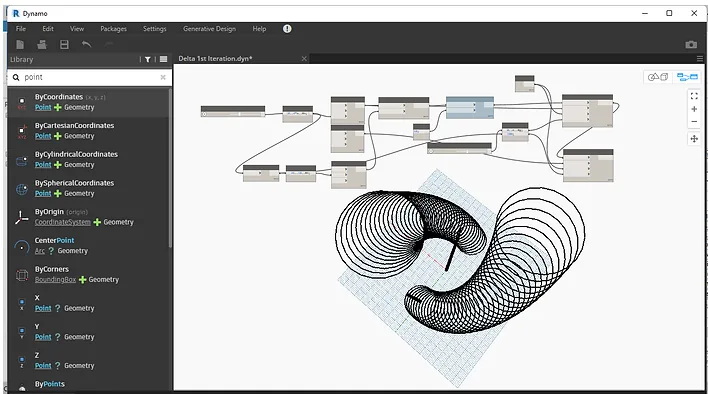 R Dynamo
File Edit View Packages Settings Generative Design Help
Library
Delta 1st Iteration.dyn*
point
ByCoordinates (x, y, z)
Point Geometry
ByCartesianCoordinates
Point Geometry
ByCylindricalCoordinates
Point Geometry
BySphericalCoordinates
Point Geometry
ByOrigin (origin)
CoordinateSystem Geometry
CenterPoint
Arc ? Geometry
ByCorners
BoundingBox Geometry
X
Point ? Geometry
Y
Point ? Geometry
Z
Point ? Geometry
ByPoints